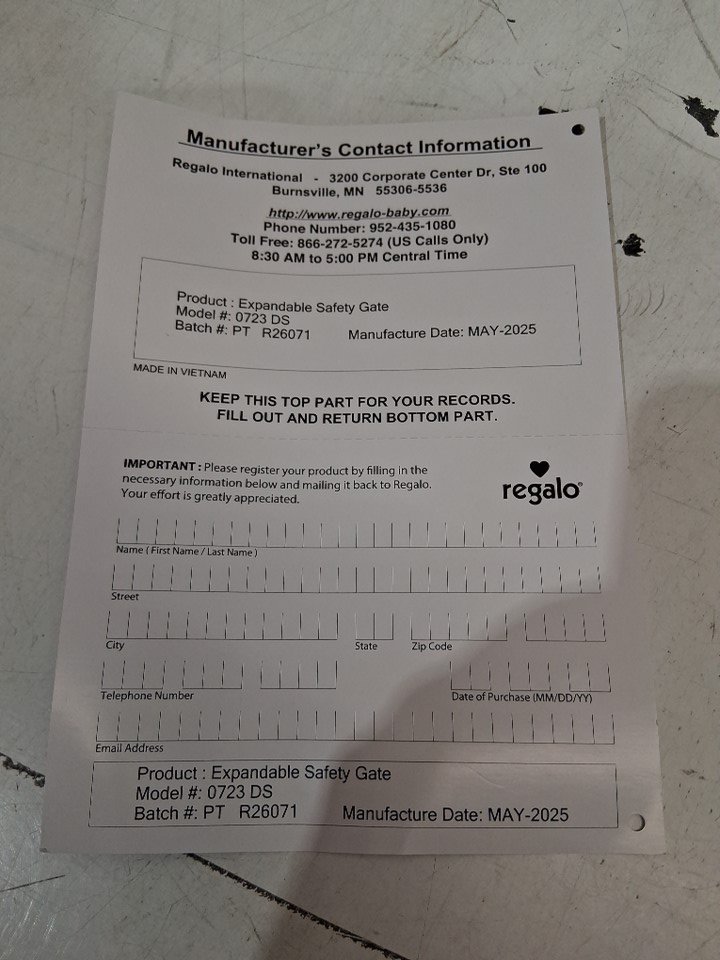 Manufacturer's Contact Information
Regalo International - 3200 Corporate Center Dr, Ste 100
Burnsville, MN 55306-5536
http://www.regalo-baby.com
Phone Number: 952-435-1080
Toll Free: 866-272-5274 (US Calls Only)
8:30 AM to 5:00 PM Central Time
Product : Expandable Safety Gate
Model #: 0723 DS
Batch #: PT R26071 Manufacture Date: MAY-2025
MADE IN VIETNAM
KEEP THIS TOP PART FOR YOUR RECORDS.
FILL OUT AND RETURN BOTTOM PART.
IMPORTANT : Please register your product by filling in the
necessary information below and mailing it back to Regalo.
Your effort is greatly appreciated.
regalo®
Name ( First Name / Last Name )
Street
City State Zip Code
Telephone Number Date of Purchase (MM/DD/YY)
Email Address
Product : Expandable Safety Gate
Model #: 0723 DS
Batch #: PT R26071 Manufacture Date: MAY-2025